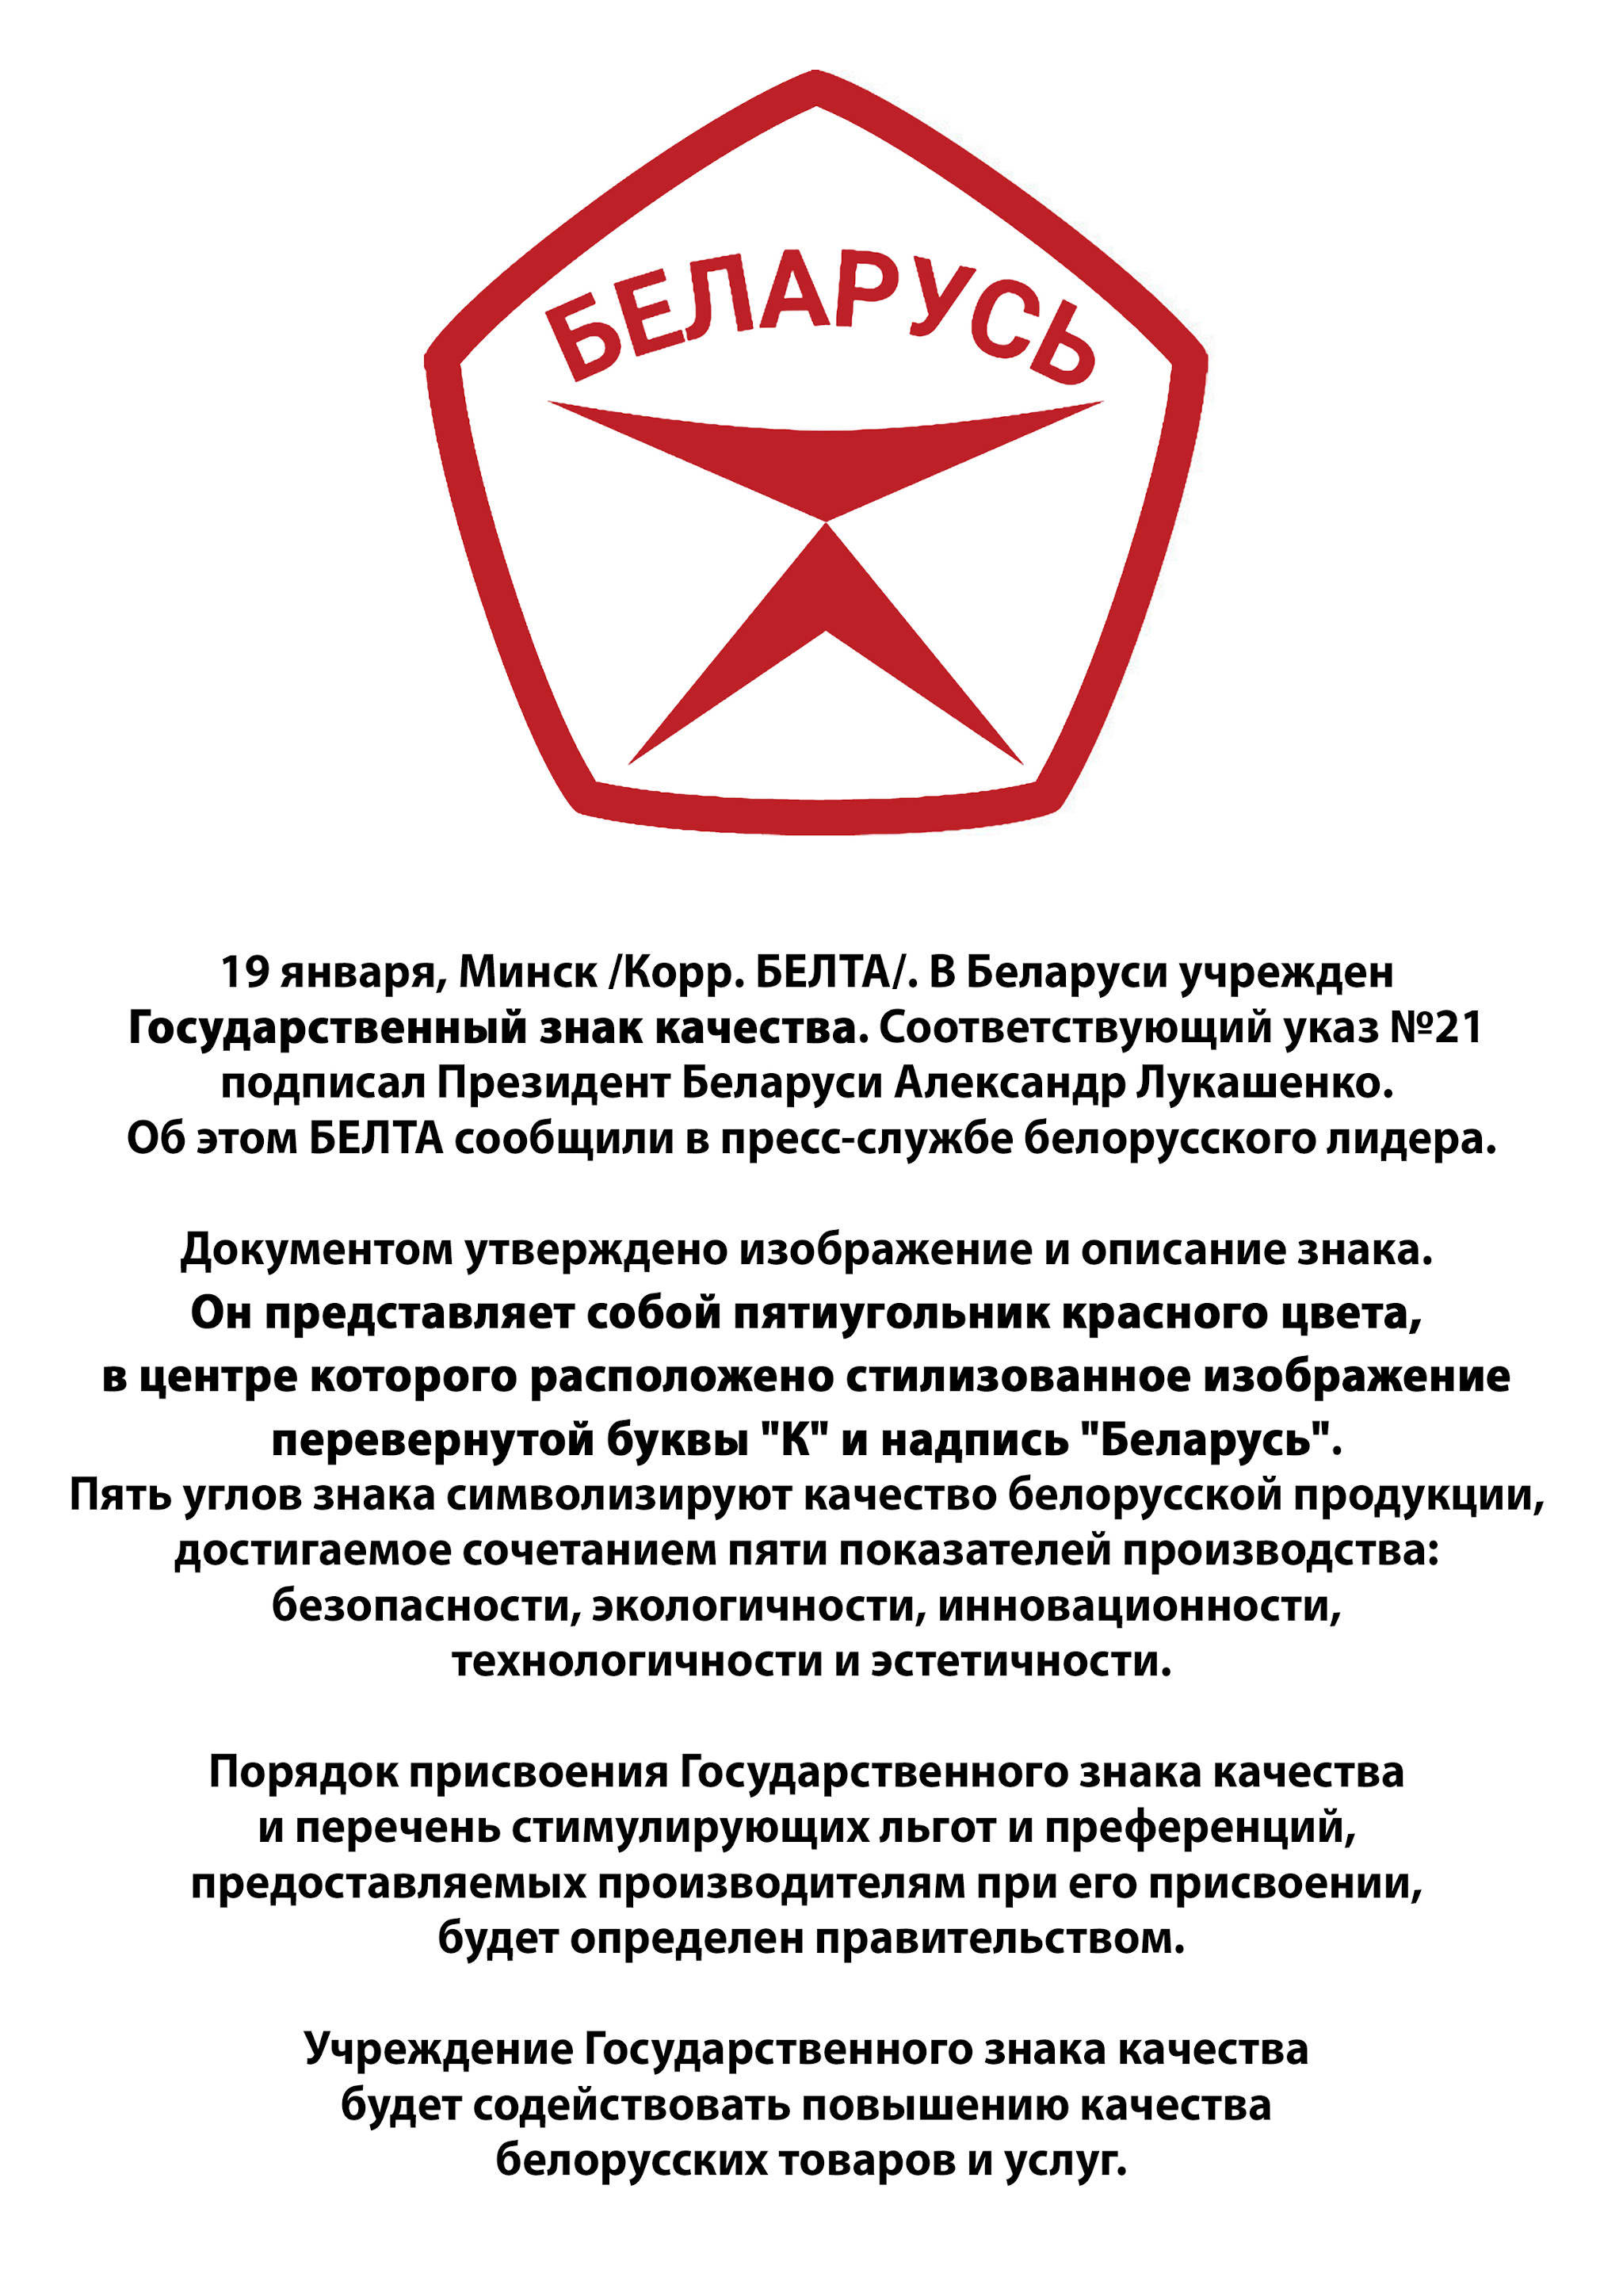 БЕЛАРУСЬ
19 января, Минск /Корр. БЕЛТА/. В Беларуси учрежден
Государственный знак качества. Соответствующий указ №21
подписал Президент Беларуси Александр Лукашенко.
Об этом БЕЛТА сообщили в пресс-службе белорусского лидера.
Документом утверждено изображение и описание знака.
Он представляет собой пятиугольник красного цвета,
в центре которого расположено стилизованное изображение
перевернутой буквы "К" и надпись "Беларусь".
Пять углов знака символизируют качество белорусской продукции,
достигаемое сочетанием пяти показателей производства:
безопасности, экологичности, инновационности,
технологичности и эстетичности.
Порядок присвоения Государственного знака качества
и перечень стимулирующих льгот и преференций,
предоставляемых производителям при его присвоении,
будет определен правительством.
Учреждение Государственного знака качества
будет содействовать повышению качества
белорусских товаров и услуг.